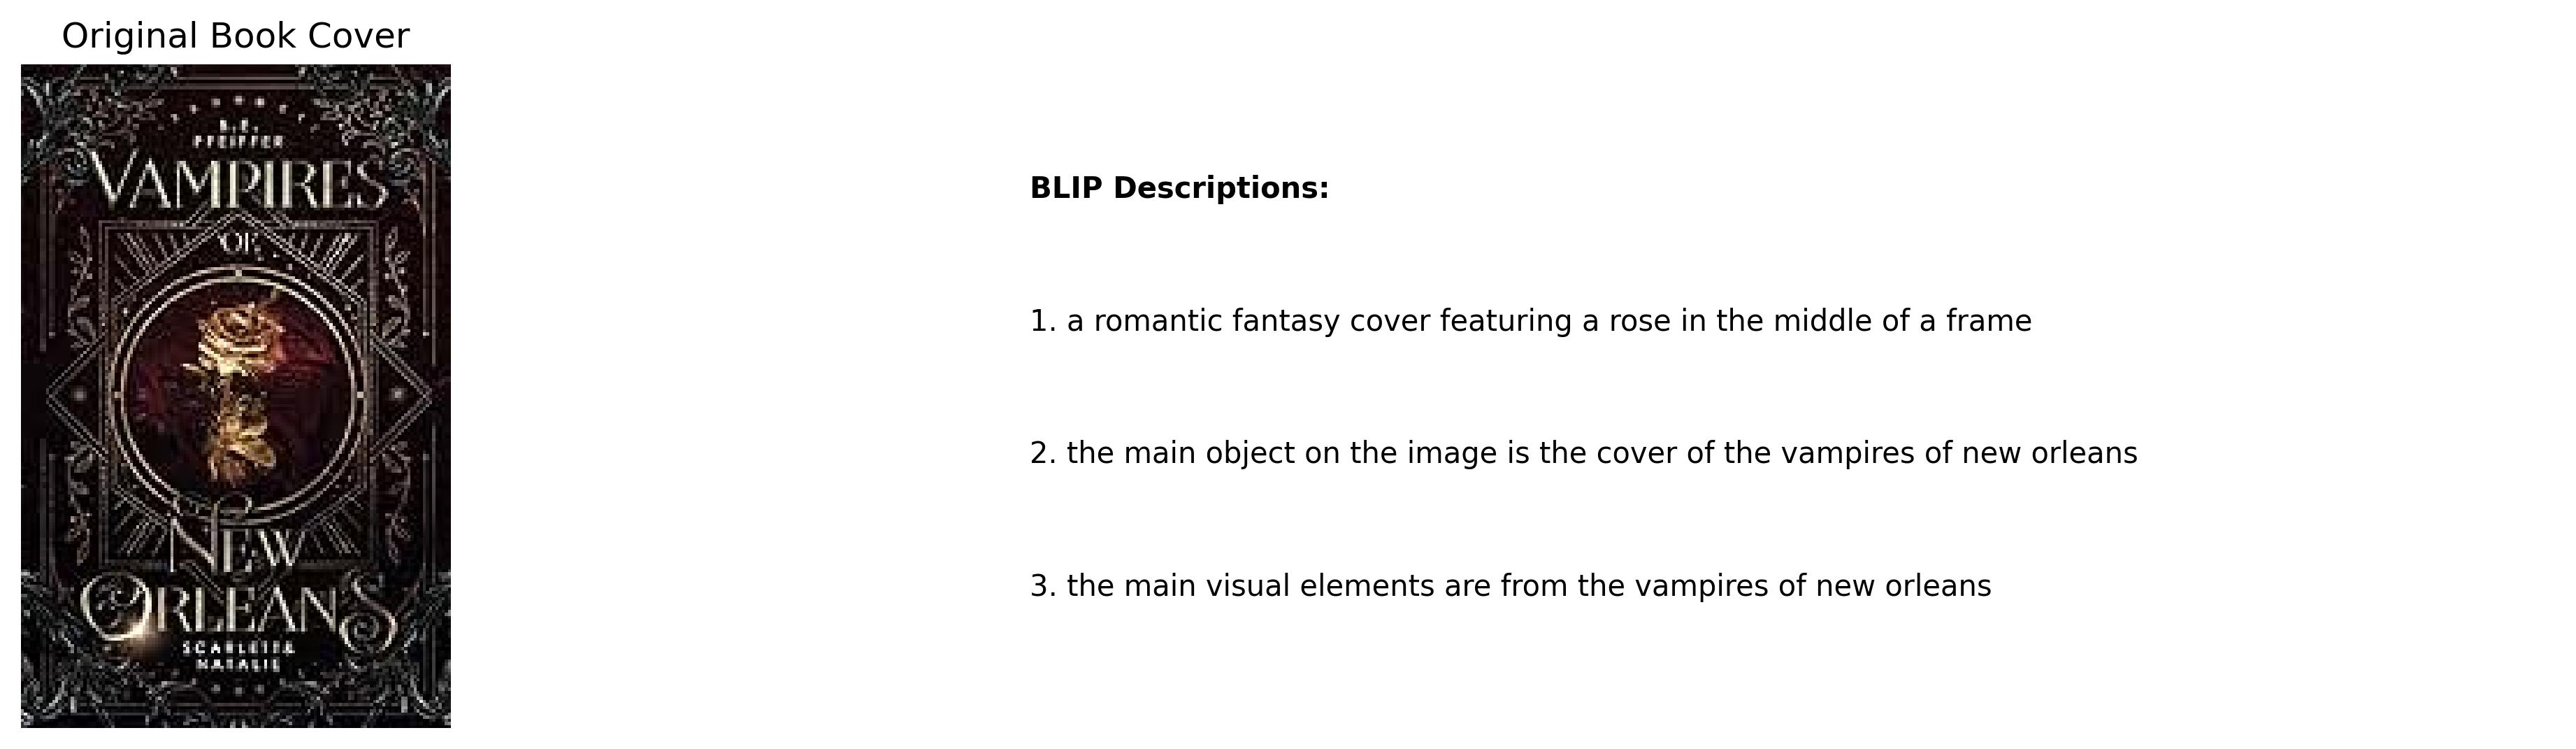 Original Book Cover
PFEIFFER
VAMPIRES
OF
NEW
ORLEANS
SCARLETT &
NATALIE
BLIP Descriptions:
1. a romantic fantasy cover featuring a rose in the middle of a frame
2. the main object on the image is the cover of the vampires of new orleans
3. the main visual elements are from the vampires of new orleans